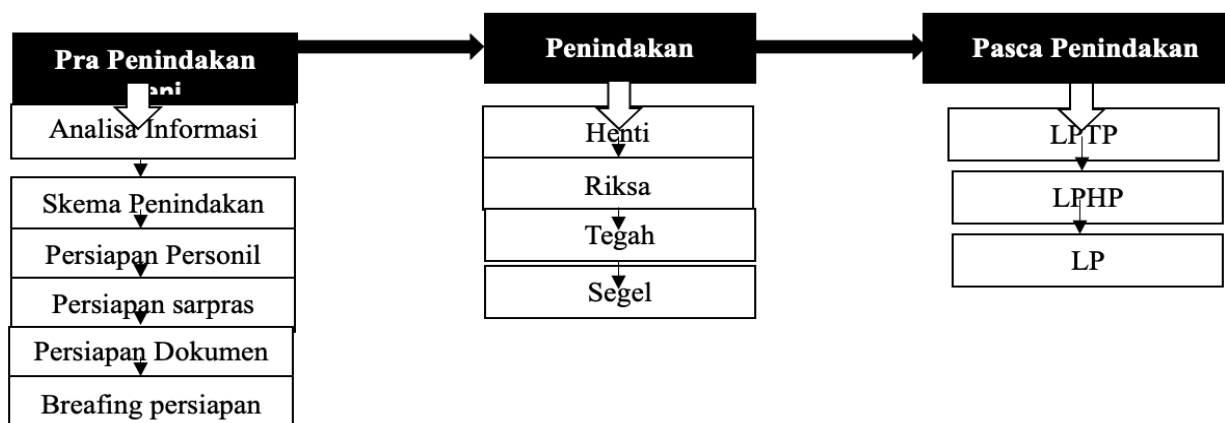 Pra Penindakan
Analisa Informasi
Skema Penindakan
Persiapan Personil
Persiapan sarpras
Persiapan Dokumen
Breafing persiapan
Penindakan
Henti
Riksa
Tegah
Segel
Pasca Penindakan
LPTP
LPHP
LP